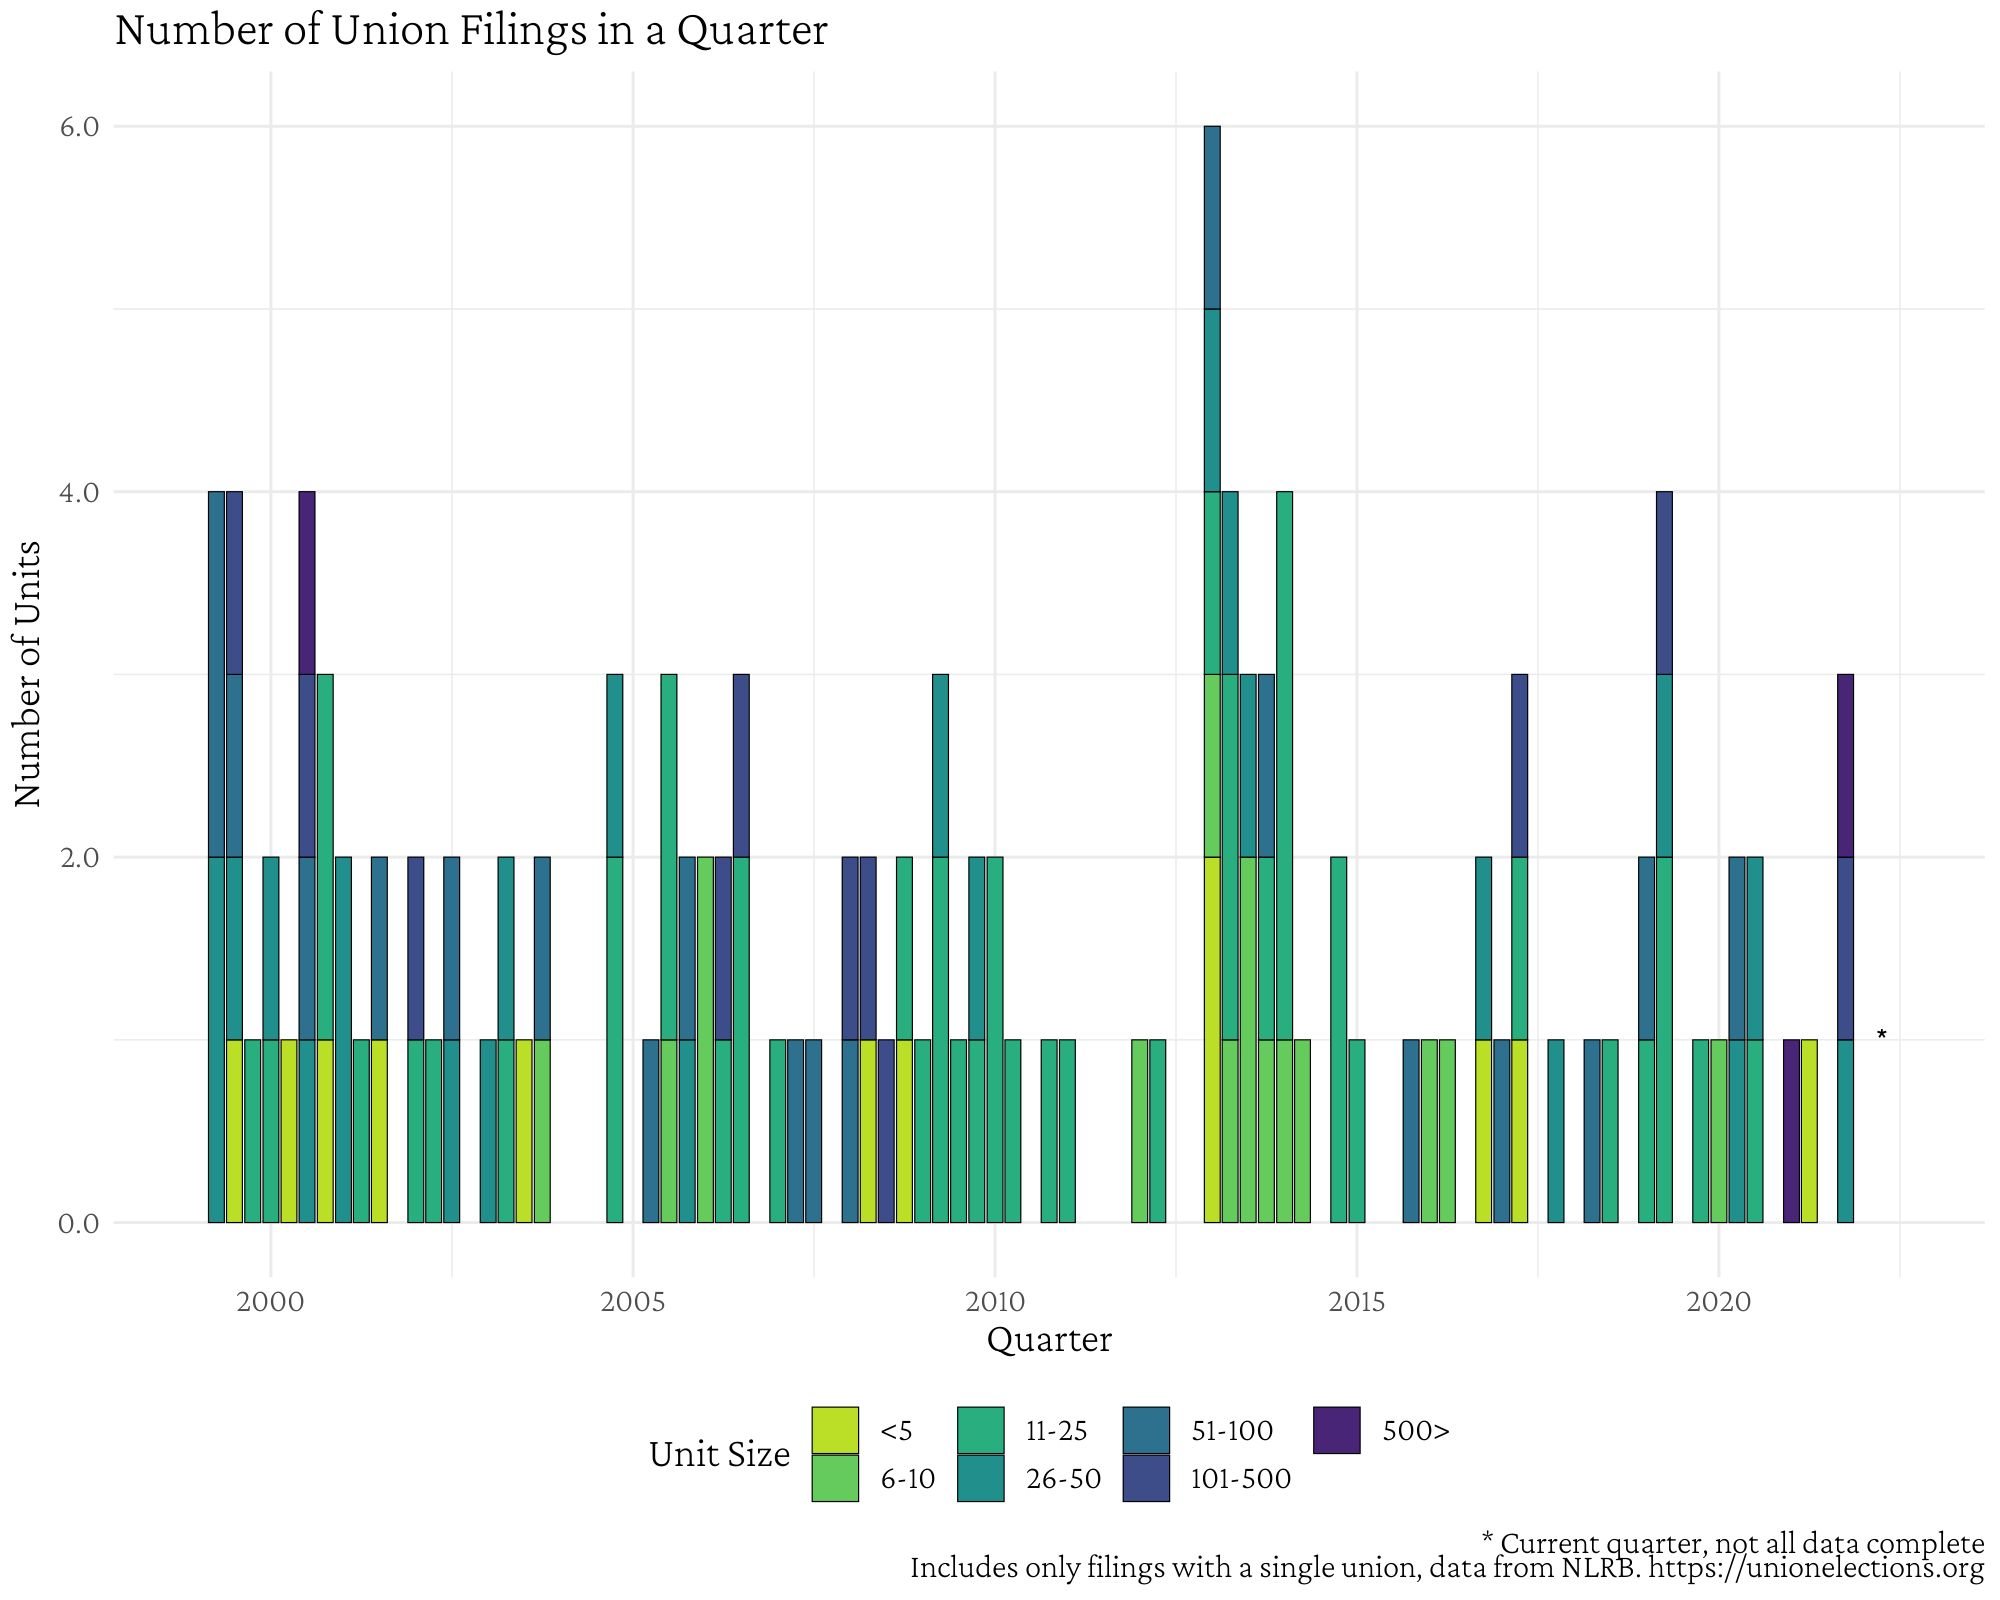 Number of Union Filings in a Quarter
6.0
4.0
2.0
0.0
Number of Units
*
2000 2005 2010 2015 2020
Quarter
Unit Size
<5 11-25 51-100 500>
6-10 26-50 101-500
* Current quarter, not all data complete
Includes only filings with a single union, data from NLRB. https://unionelections.org